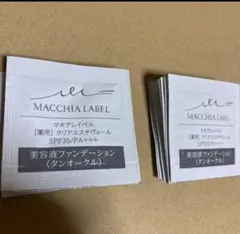 MACCHIA LABEL
マキアレイベル
[薬用] クリアエステヴェール
SPF35/PA+++
美容液ファンデーション
(タンオークル)
MACCHIA LABEL
マキアレイベル
[薬用] クリアエステヴェール
SPF35/PA+++
美容液ファンデーション
(タンオークル)